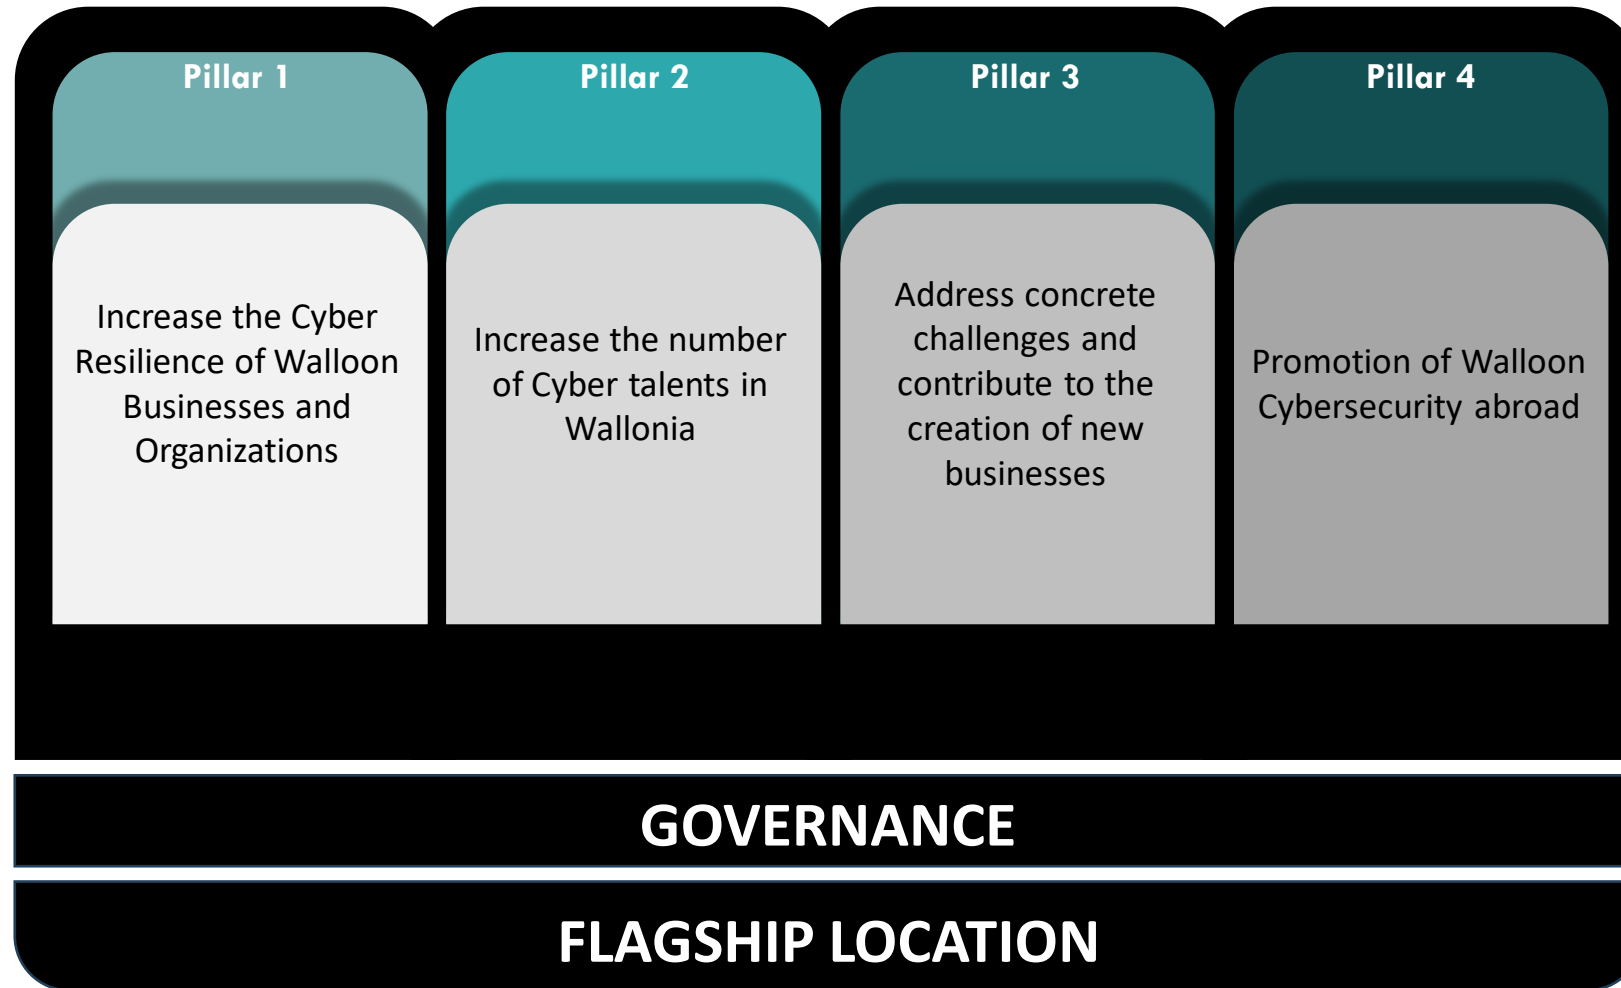 Pillar 1
Increase the Cyber
Resilience of Walloon
Businesses and
Organizations
Pillar 2
Increase the number
of Cyber talents in
Wallonia
Pillar 3
Address concrete
challenges and
contribute to the
creation of new
businesses
Pillar 4
Promotion of Walloon
Cybersecurity abroad
GOVERNANCE
FLAGSHIP LOCATION